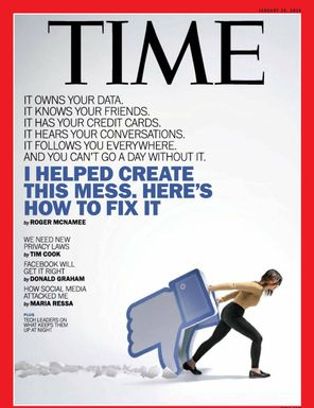 JANUARY 28, 2019
TIME
IT OWNS YOUR DATA.
IT KNOWS YOUR FRIENDS.
IT HAS YOUR CREDIT CARDS.
IT HEARS YOUR CONVERSATIONS.
IT FOLLOWS YOU EVERYWHERE.
AND YOU CAN'T GO A DAY WITHOUT IT.
I HELPED CREATE
THIS MESS. HERE'S
HOW TO FIX IT
by ROGER MCNAMEE
WE NEED NEW
PRIVACY LAWS
by TIM COOK
FACEBOOK WILL
GET IT RIGHT
by DONALD GRAHAM
HOW SOCIAL MEDIA
ATTACKED ME
by MARIA RESSA
PLUS
TECH LEADERS ON
WHAT KEEPS THEM
UP AT NIGHT